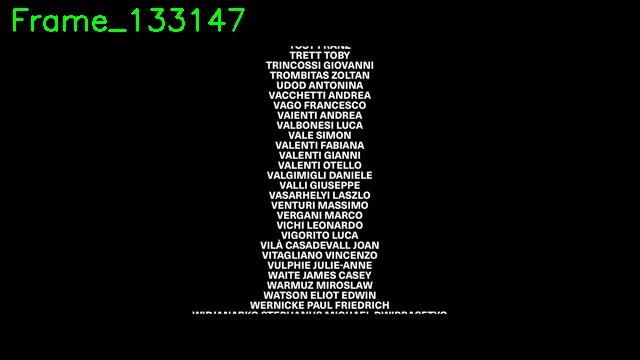 Frame_133147
TOST FRANZ
TRETT TOBY
TRINCOSSI GIOVANNI
TROMBITAS ZOLTAN
UDOD ANTONINA
VACCHETTI ANDREA
VAGO FRANCESCO
VAIENTI ANDREA
VALBONESI LUCA
VALE SIMON
VALENTI FABIANA
VALENTI GIANNI
VALENTI OTELLO
VALGIMIGLI DANIELE
VALLI GIUSEPPE
VASARHELYI LASZLO
VENTURI MASSIMO
VERGANI MARCO
VICHI LEONARDO
VIGORITO LUCA
VILÀ CASADEVALL JOAN
VITAGLIANO VINCENZO
VULPHIE JULIE-ANNE
WAITE JAMES CASEY
WARMUZ MIROSLAW
WATSON ELIOT EDWIN
WERNICKE PAUL FRIEDRICH